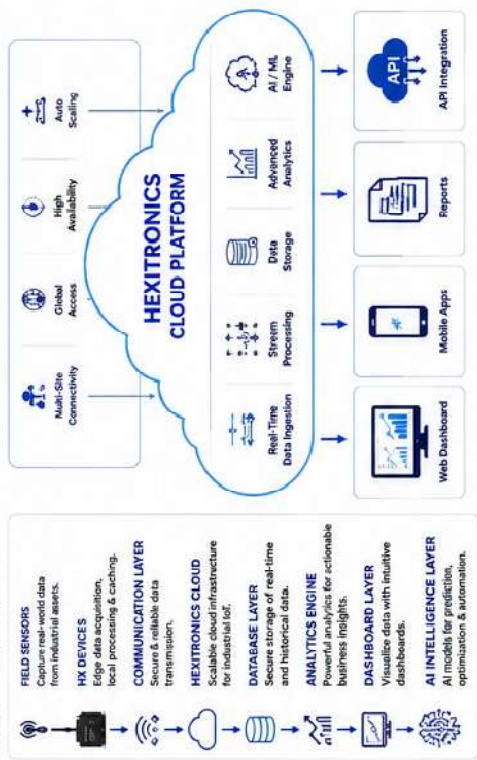 FIELD SENSORS
Capture real-world data
from industrial assets.
HX DEVICES
Edge data acquisition,
local processing & caching.
COMMUNICATION LAYER
Secure & reliable data
transmission.
HEXITRONICS CLOUD
Scalable cloud infrastructure
for industrial IoT.
DATABASE LAYER
Secure storage of real-time
and historical data.
ANALYTICS ENGINE
Powerful analytics for actionable
business insights.
DASHBOARD LAYER
Visualize data with intuitive
dashboards.
AI INTELLIGENCE LAYER
AI models for prediction,
optimization & automation.
Multi-Site
Connectivity
Global
Access
High
Availability
Auto
Scaling
HEXITRONICS
CLOUD PLATFORM
Real-Time
Data Ingestion
Stream
Processing
Data
Storage
Advanced
Analytics
AI / ML
Engine
Web Dashboard
Mobile Apps
Reports
API
API Integration